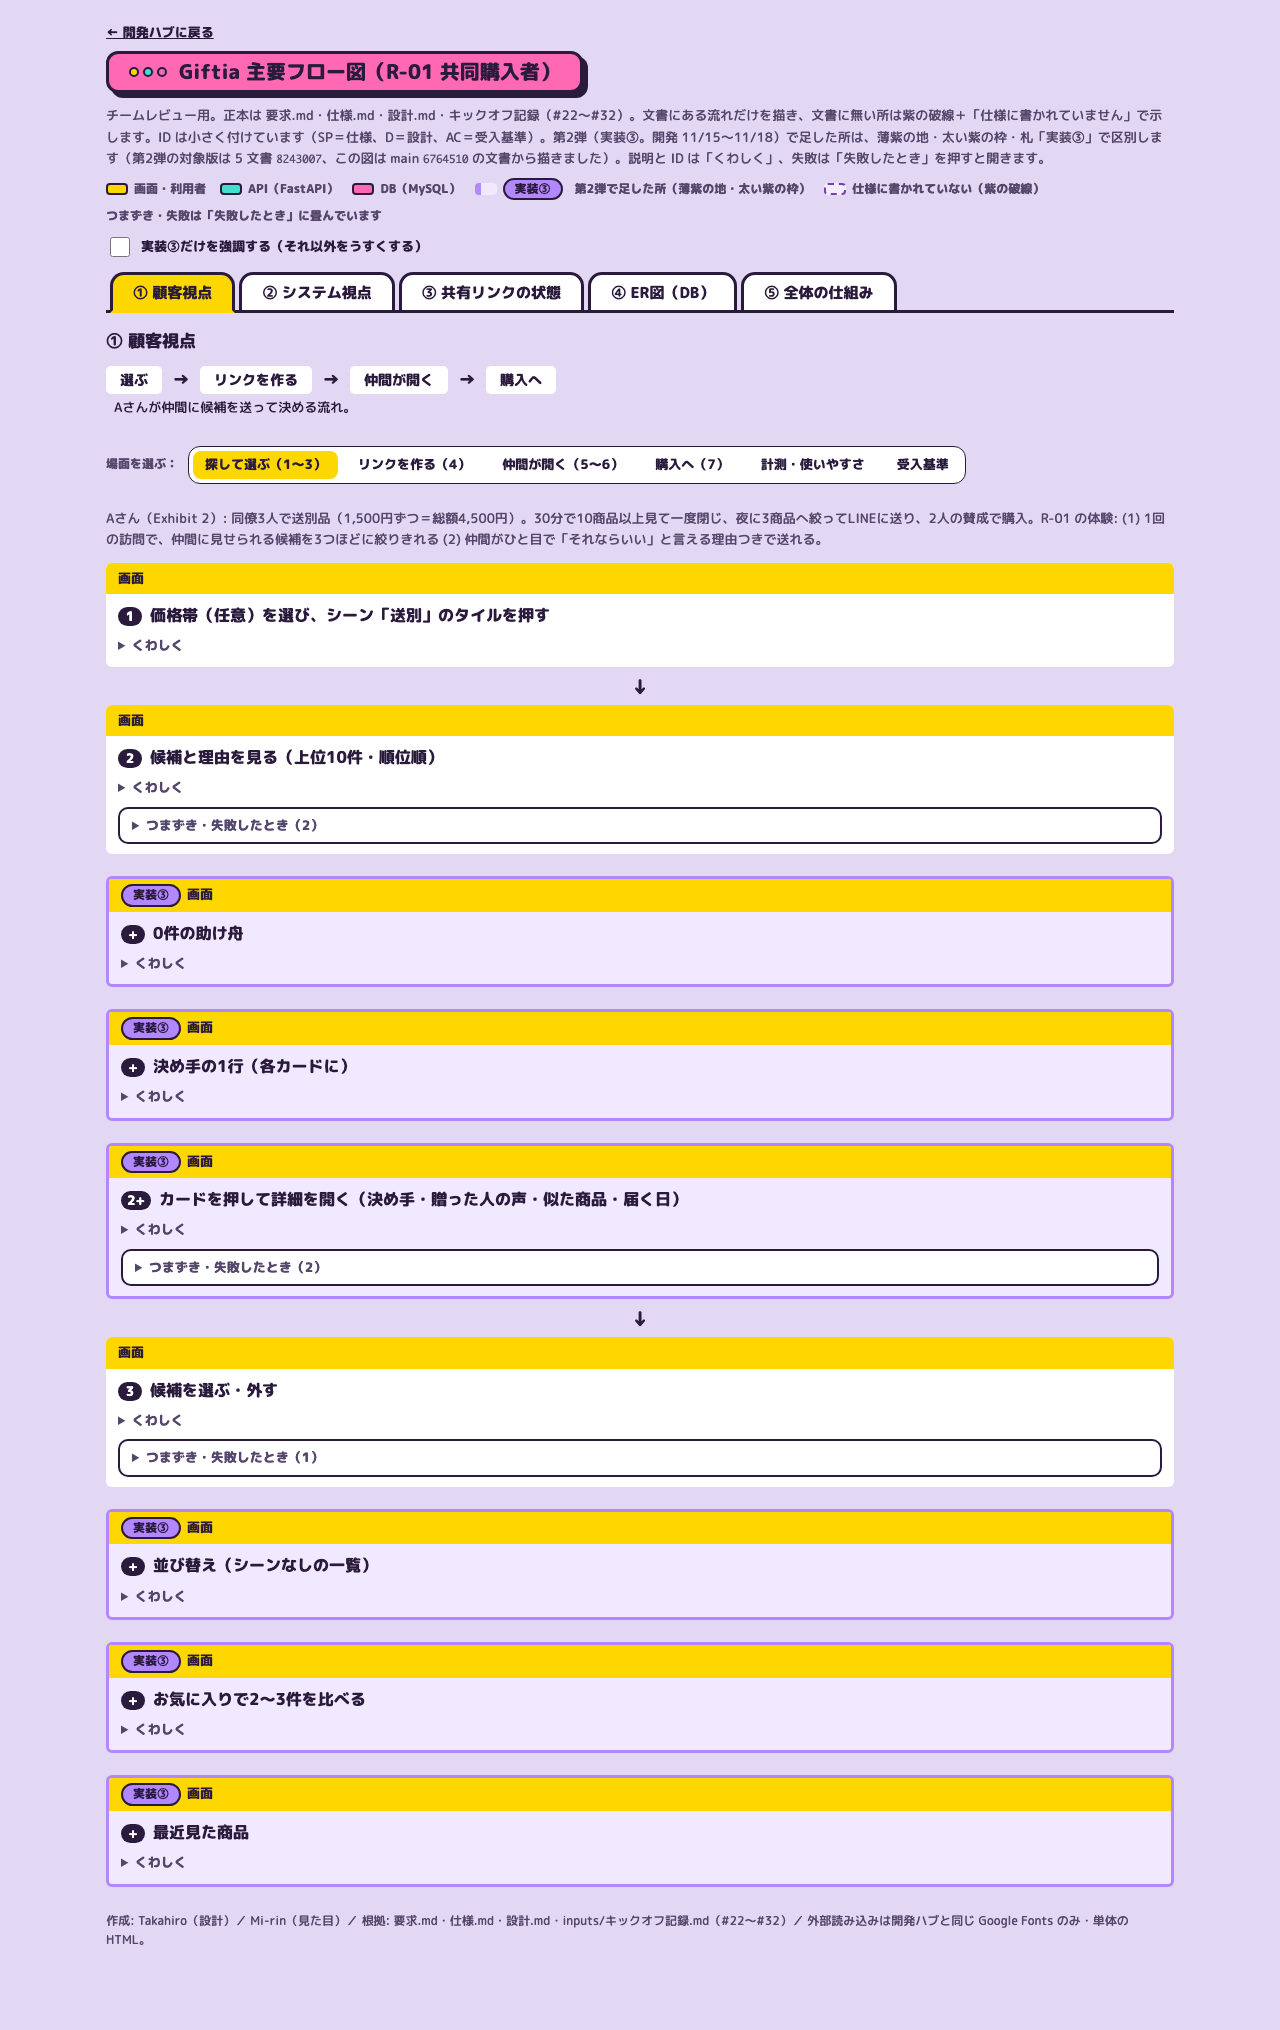 ← 開発ハブに戻る
Giftia 主要フロー図（R-01 共同購入者）
チームレビュー用。正本は 要求.md・仕様.md・設計.md・キックオフ記録（#22〜#32）。文書にある流れだけを描き、文書に無い所は紫の破線＋「仕様に書かれていません」で示
します。ID は小さく付けています（SP＝仕様、D＝設計、AC＝受入基準）。第2弾（実装③。開発 11/15〜11/18）で足した所は、薄紫の地・太い紫の枠・札「実装③」で区別しま
す（第2弾の対象版は 5 文書 8243007、この図は main 6764510 の文書から描きました）。説明と ID は「くわしく」、失敗は「失敗したとき」を押すと開きます。
画面・利用者 API（FastAPI） DB（MySQL） 実装③ 第2弾で足した所（薄紫の地・太い紫の枠） 仕様に書かれていない（紫の破線）
つまずき・失敗は「失敗したとき」に畳んでいます
実装③だけを強調する（それ以外をうすくする）
① 顧客視点 ② システム視点 ③ 共有リンクの状態 ④ ER図（DB） ⑤ 全体の仕組み
① 顧客視点
選ぶ → リンクを作る → 仲間が開く → 購入へ
Aさんが仲間に候補を送って決める流れ。
場面を選ぶ： 探して選ぶ（1〜3） リンクを作る（4） 仲間が開く（5〜6） 購入へ（7） 計測・使いやすさ 受入基準
Aさん（Exhibit 2）: 同僚3人で送別品（1,500円ずつ＝総額4,500円）。30分で10商品以上見て一度閉じ、夜に3商品へ絞ってLINEに送り、2人の賛成で購入。R-01 の体験: (1) 1回
の訪問で、仲間に見せられる候補を3つほどに絞りきれる (2) 仲間がひと目で「それならいい」と言える理由つきで送れる。
画面
1 価格帯（任意）を選び、シーン「送別」のタイルを押す
▶ くわしく
↓
画面
2 候補と理由を見る（上位10件・順位順）
▶ くわしく
▶ つまずき・失敗したとき（2）
実装③ 画面
+ 0件の助け舟
▶ くわしく
実装③ 画面
+ 決め手の1行（各カードに）
▶ くわしく
実装③ 画面
2+ カードを押して詳細を開く（決め手・贈った人の声・似た商品・届く日）
▶ くわしく
▶ つまずき・失敗したとき（2）
↓
画面
3 候補を選ぶ・外す
▶ くわしく
▶ つまずき・失敗したとき（1）
実装③ 画面
+ 並び替え（シーンなしの一覧）
▶ くわしく
実装③ 画面
+ お気に入りで2〜3件を比べる
▶ くわしく
実装③ 画面
+ 最近見た商品
▶ くわしく
作成: Takahiro（設計）／ Mi-rin（見た目）／ 根拠: 要求.md・仕様.md・設計.md・inputs/キックオフ記録.md（#22〜#32）／ 外部読み込みは開発ハブと同じ Google Fonts のみ・単体の
HTML。